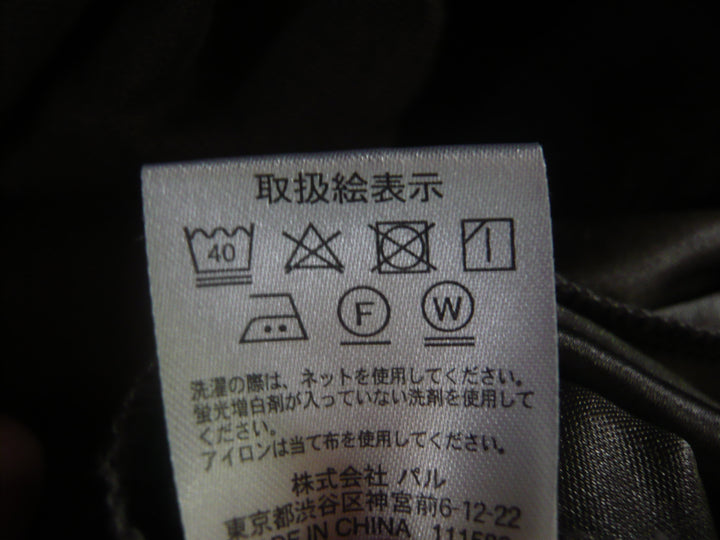 取扱絵表示
40
F W
洗濯の際は、ネットを使用してください。
蛍光増白剤が入っていない洗剤を使用して
ください。
アイロンは当て布を使用してください。
株式会社 パル
東京都渋谷区神宮前6-12-22
MADE IN CHINA